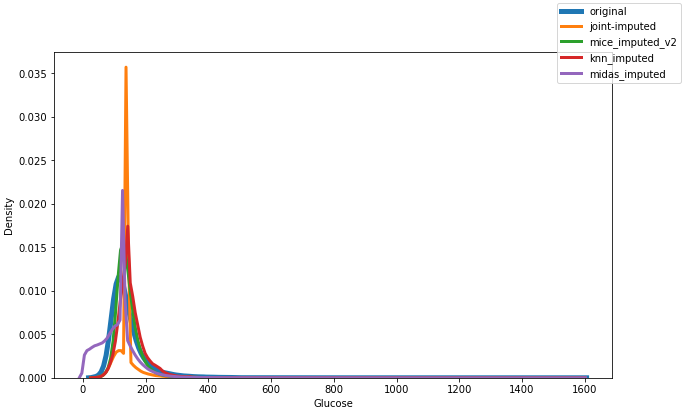 original
joint-imputed
mice_imputed_v2
knn_imputed
midas_imputed
0.035
0.030
0.025
0.020
0.015
0.010
0.005
0.000
Density
0 200 400 600 800 1000 1200 1400 1600
Glucose